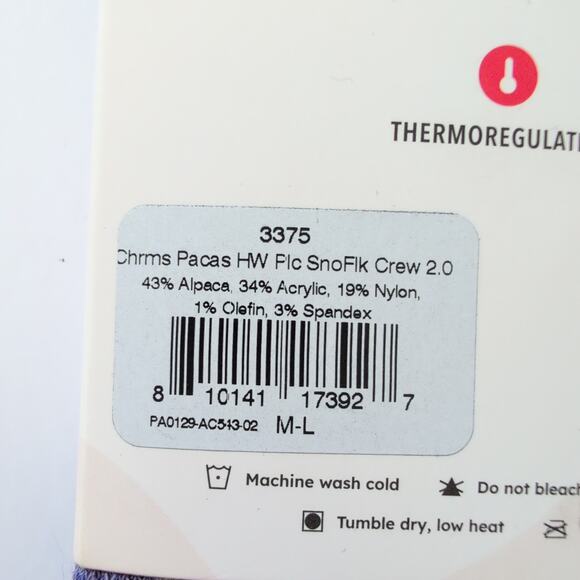 THERMOREGULATI
3375
Chrms Pacas HW Plc SnoFlk Crew 2.0
43% Alpaca, 34% Acrylic, 19% Nylon,
1% Olefin, 3% Spandex
8 10141 17392 7
PA0129-AC543-02 M-L
Machine wash cold Do not bleach
Tumble dry, low heat